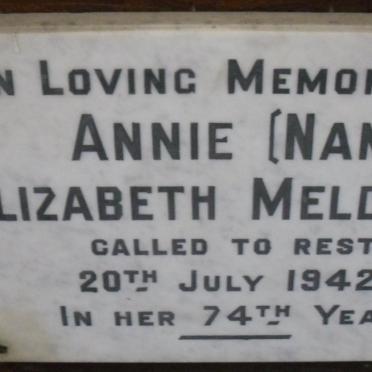 N LOVING MEMOR
ANNIE (NAN
LIZABETH MELD
CALLED TO REST
20TH JULY 1942
IN HER 74TH YEA